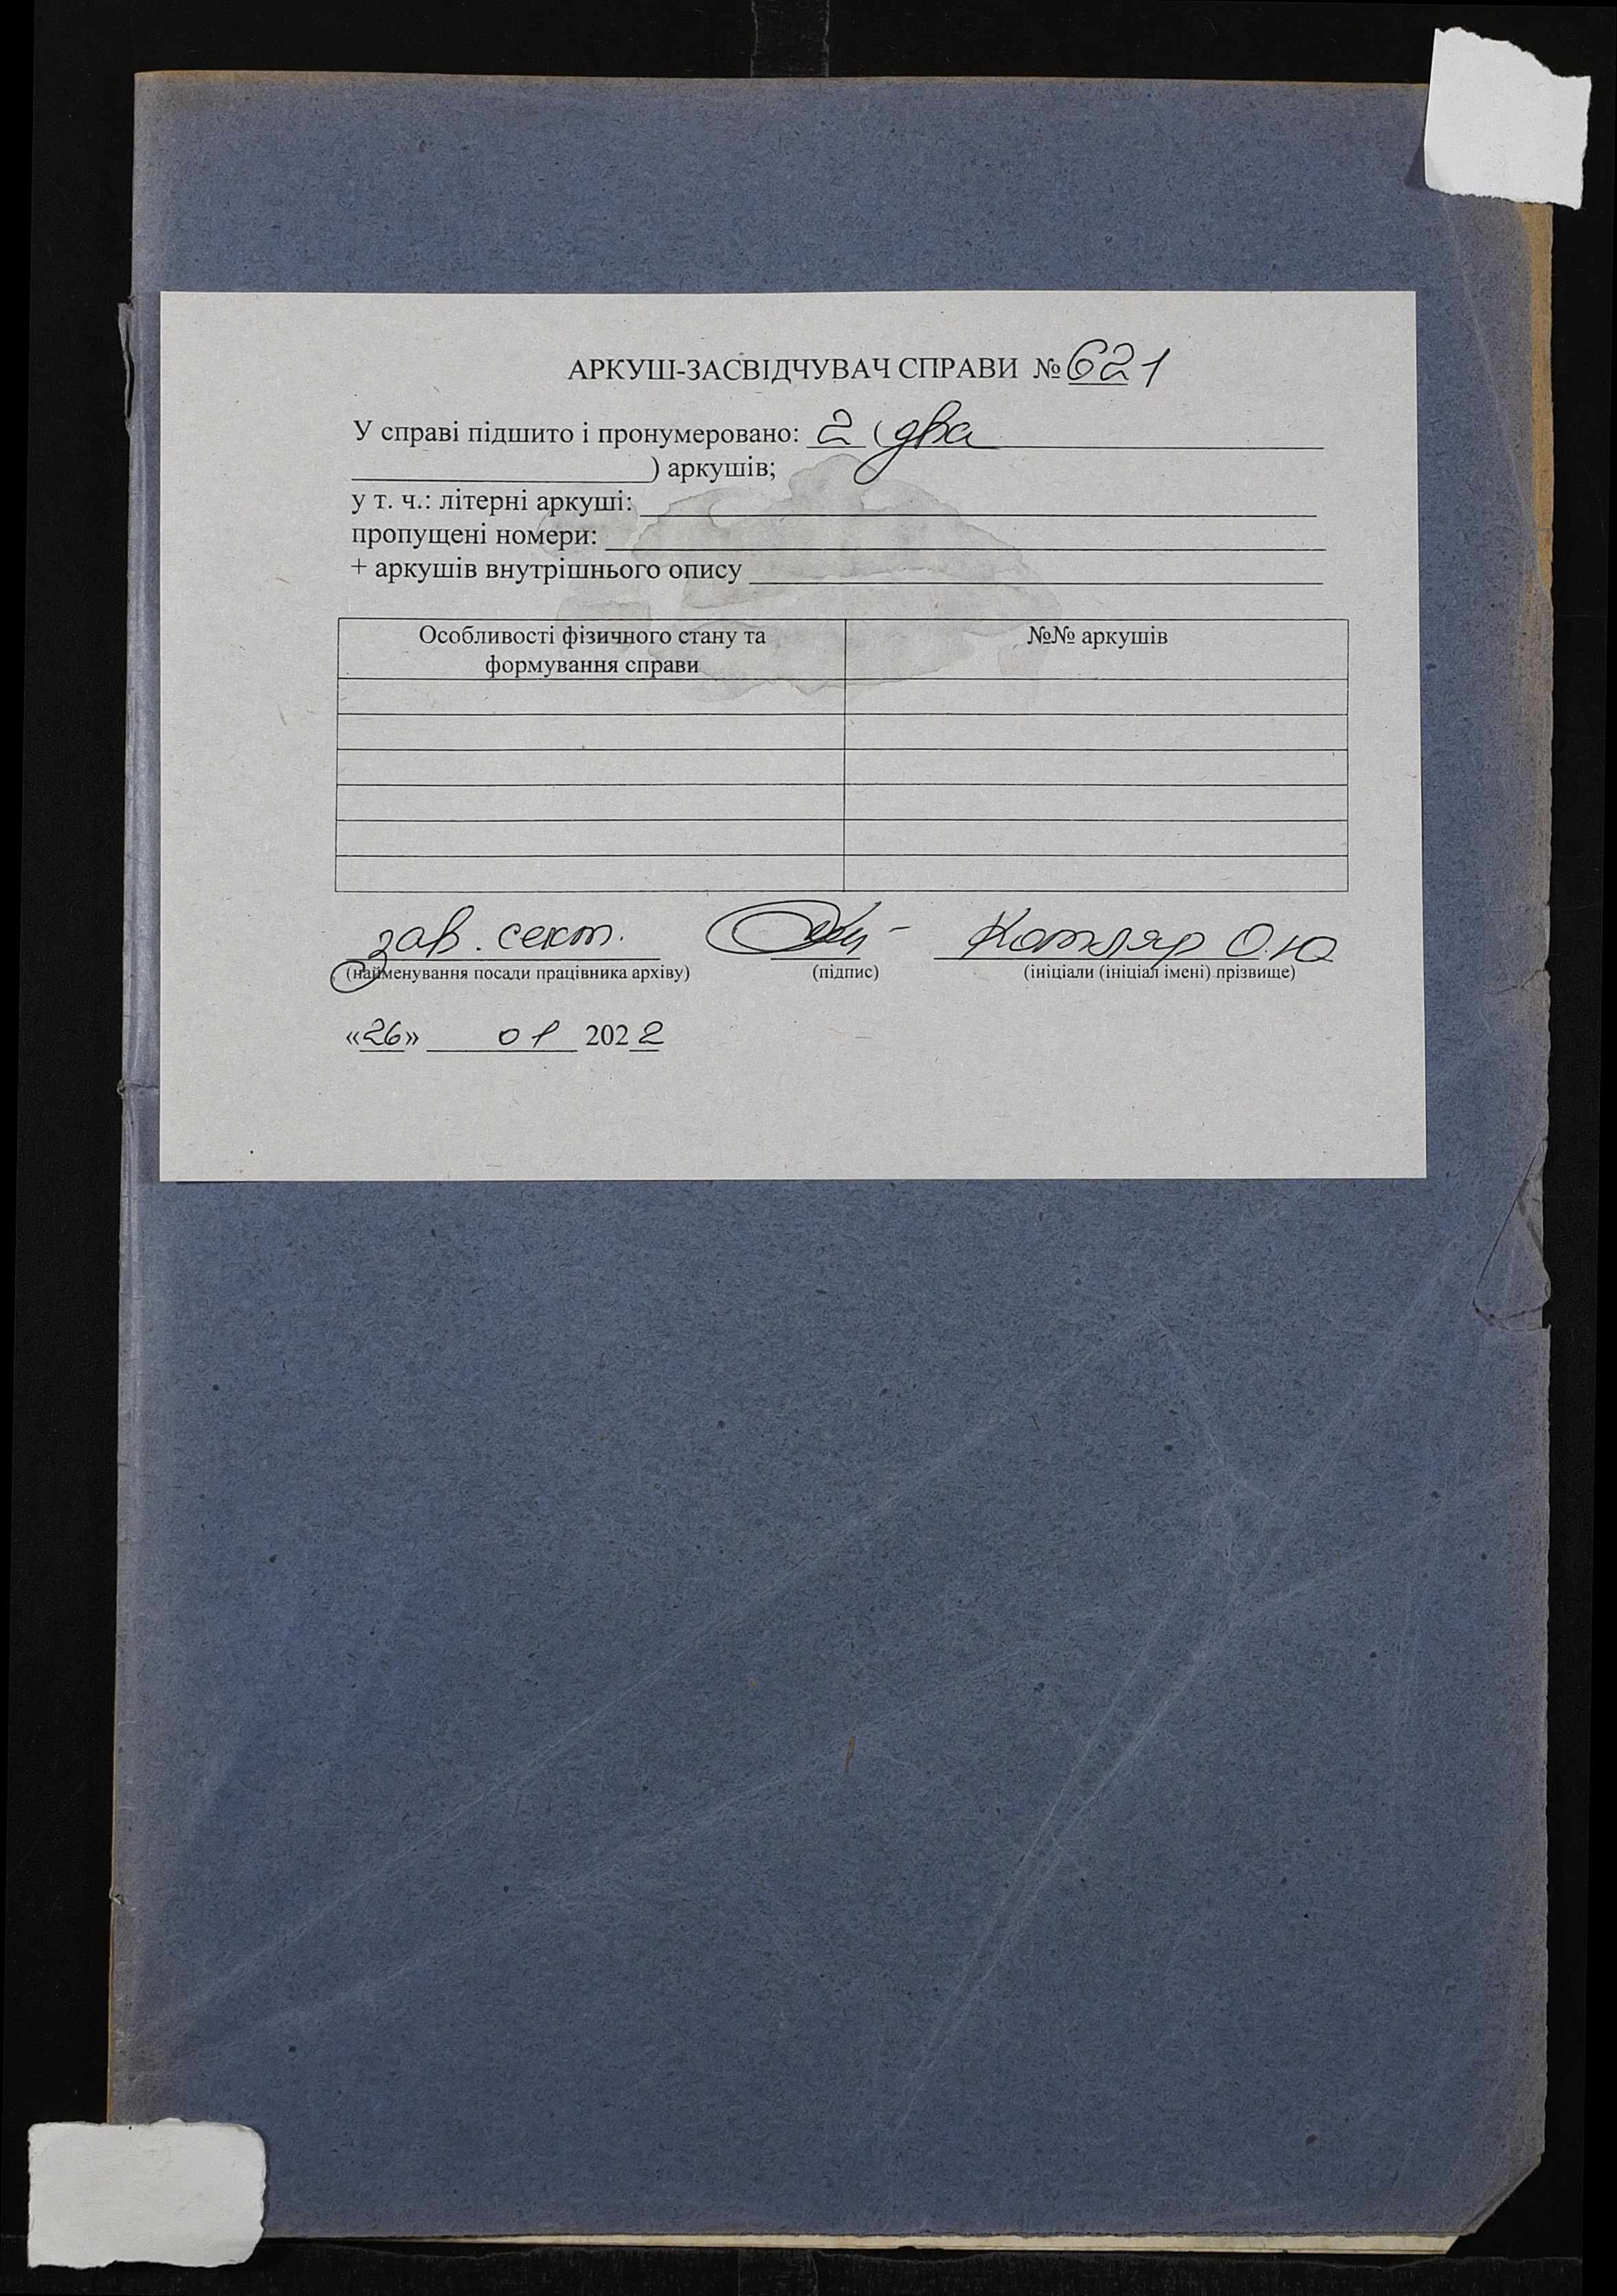 АРКУШ-ЗАСВІДЧУВАЧ СПРАВИ № 621
У справі підшито і пронумеровано: 2 ( два
) аркушів;
у т. ч.: літерні аркуші:
пропущені номери:
+ аркушів внутрішнього опису
Особливості фізичного стану та формування справи	№№ аркушів
зав. сект. Котляр О.Ю
(найменування посади працівника архіву) (підпис) (ініціали (ініціал імені) прізвище)
«26» 01 2022